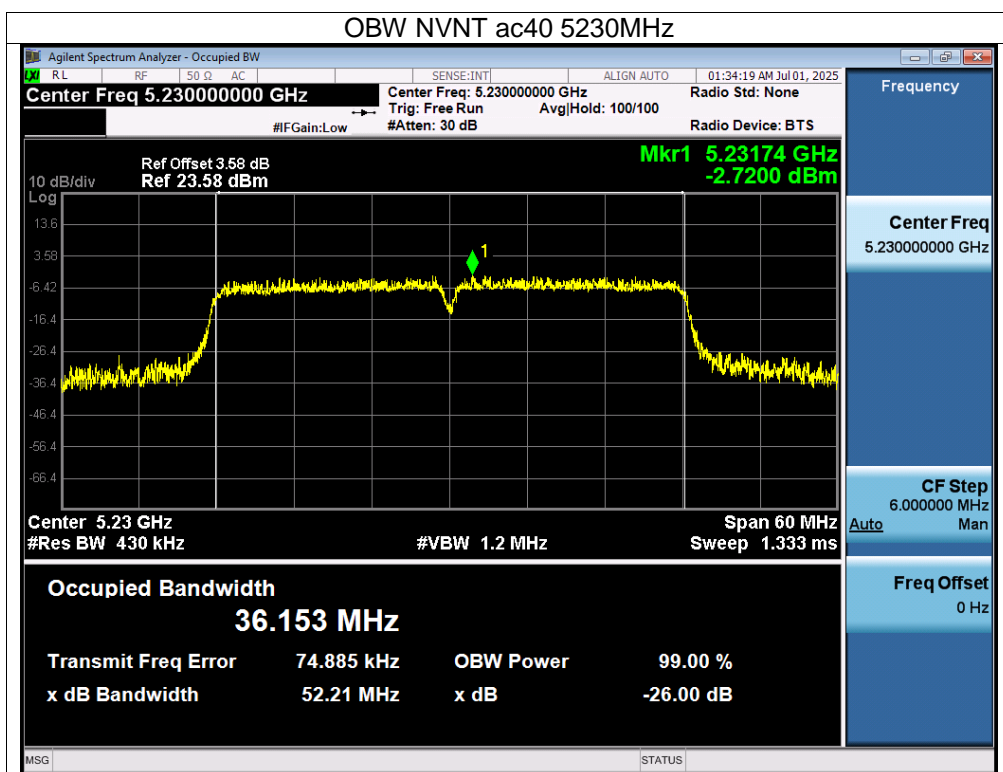 OBW NVNT ac40 5230MHz
Agilent Spectrum Analyzer - Occupied BW
LXI RL RF 50 Ω AC SENSE:INT ALIGN AUTO 01:34:19 AM Jul 01, 2025
Center Freq 5.230000000 GHz
Center Freq: 5.230000000 GHz Radio Std: None
Trig: Free Run Avg|Hold: 100/100
#IFGain:Low #Atten: 30 dB Radio Device: BTS
Frequency
Mkr1 5.23174 GHz
-2.7200 dBm
Ref Offset 3.58 dB
10 dB/div Ref 23.58 dBm
Log
13.6
3.58
-6.42
-16.4
-26.4
-36.4
-46.4
-56.4
-66.4
1
Center 5.23 GHz Span 60 MHz
#Res BW 430 kHz #VBW 1.2 MHz Sweep 1.333 ms
Occupied Bandwidth
36.153 MHz
Transmit Freq Error 74.885 kHz OBW Power 99.00 %
x dB Bandwidth 52.21 MHz x dB -26.00 dB
Center Freq
5.230000000 GHz
CF Step
6.000000 MHz
Auto Man
Freq Offset
0 Hz
MSG STATUS